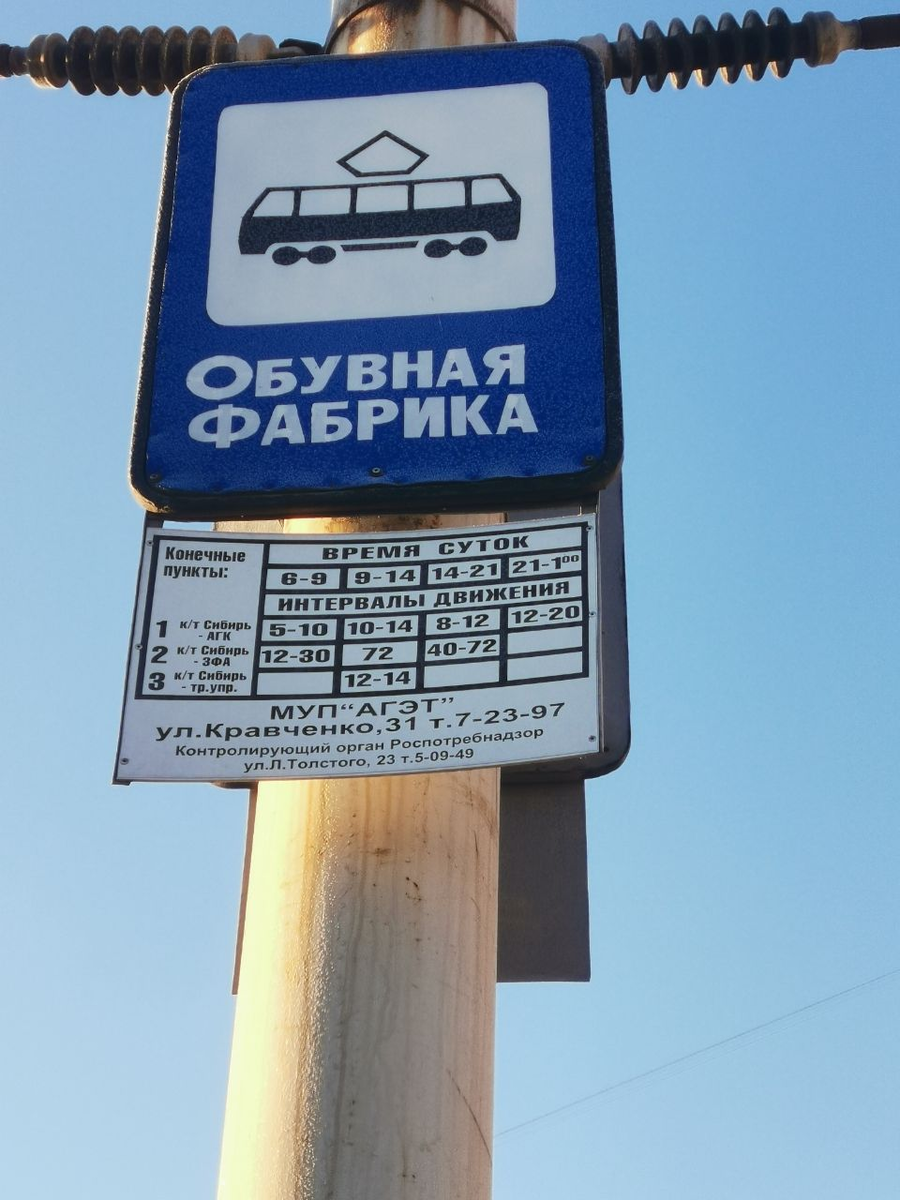 ОБУВНАЯ
ФАБРИКА
Конечные пункты:
ВРЕМЯ СУТОК
6-9 9-14 14-21 21-1⁰⁰
ИНТЕРВАЛЫ ДВИЖЕНИЯ
1 к/т Сибирь - АГК 5-10 10-14 8-12 12-20
2 к/т Сибирь - ЗФА 12-30 72 40-72
3 к/т Сибирь - тр.упр. 12-14
МУП "АГЭТ"
ул.Кравченко,31 т.7-23-97
Контролирующий орган Роспотребнадзор
ул.Л.Толстого, 23 т.5-09-49